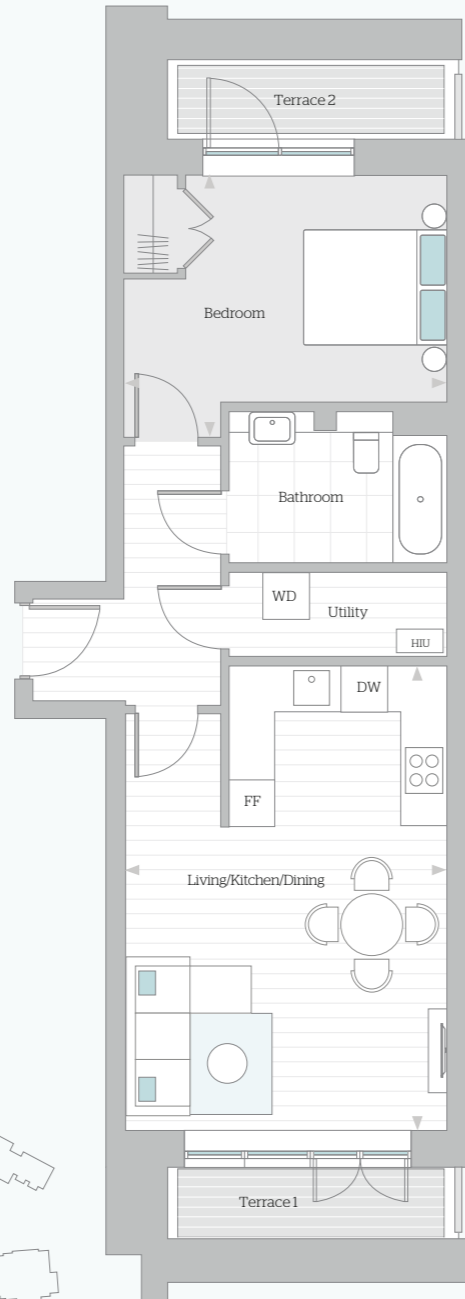 Terrace 2
Bedroom
Bathroom
WD
Utility
HIU
DW
FF
Living/Kitchen/Dining
Terrace 1